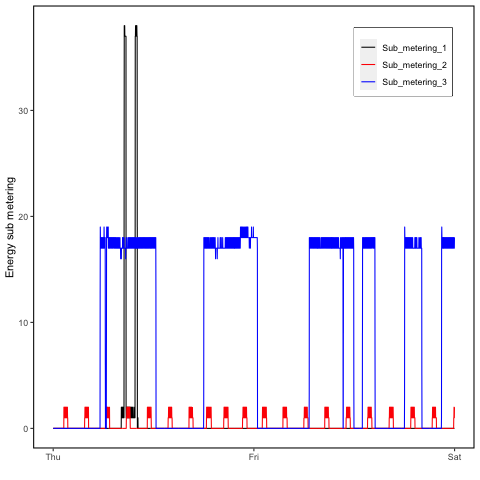 Sub_metering_1
Sub_metering_2
Sub_metering_3
Energy sub metering
30
20
10
0
Thu
Fri
Sat